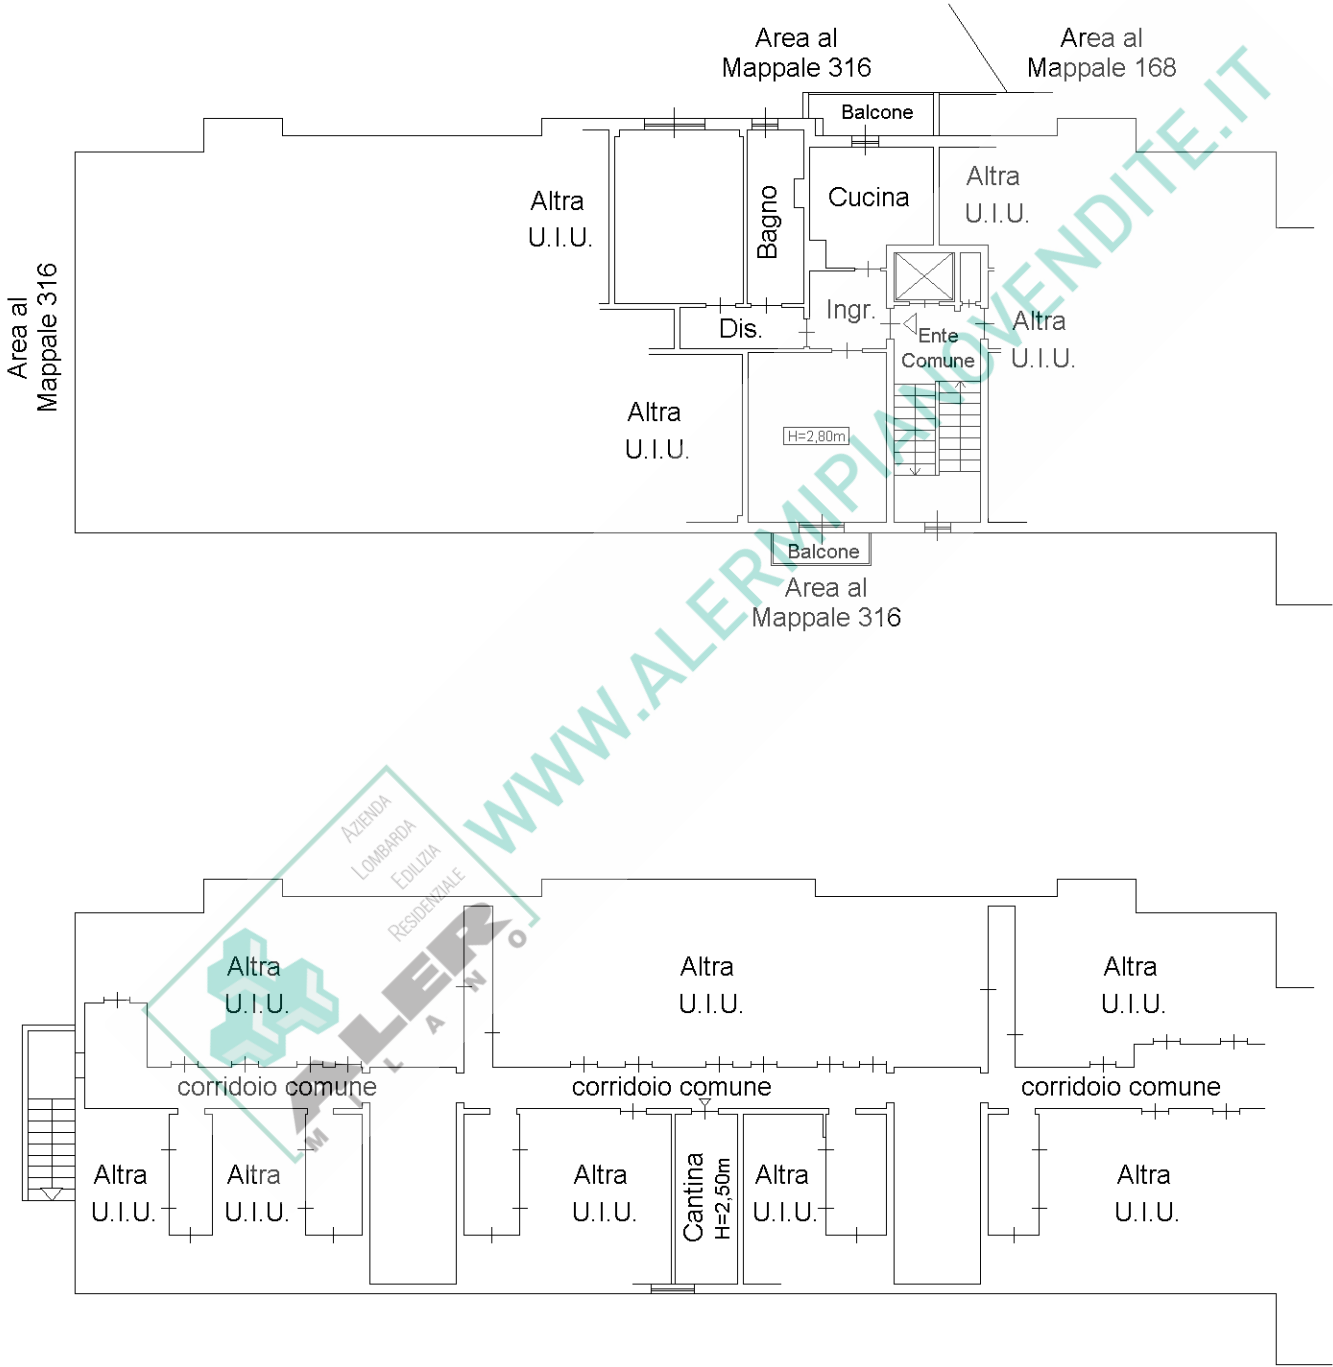 Area al
Mappale 316
Area al
Mappale 168
Balcone
Altra
U.I.U.
Bagno
Cucina
Altra
U.I.U.
Area al
Mappale 316
Dis.
Ingr.
Ente
Comune
Altra
U.I.U.
Altra
U.I.U.
H=2,80m
Balcone
Area al
Mappale 316
WWW.ALERMIPIANOVENDITE.IT
AZIENDA
LOMBARDA
EDILIZIA
RESIDENZIALE
ALER
MILANO
Altra
U.I.U.
Altra
U.I.U.
Altra
U.I.U.
corridoio comune
corridoio comune
corridoio comune
Altra
U.I.U.
Altra
U.I.U.
Altra
U.I.U.
Cantina
H=2,50m
Altra
U.I.U.
Altra
U.I.U.